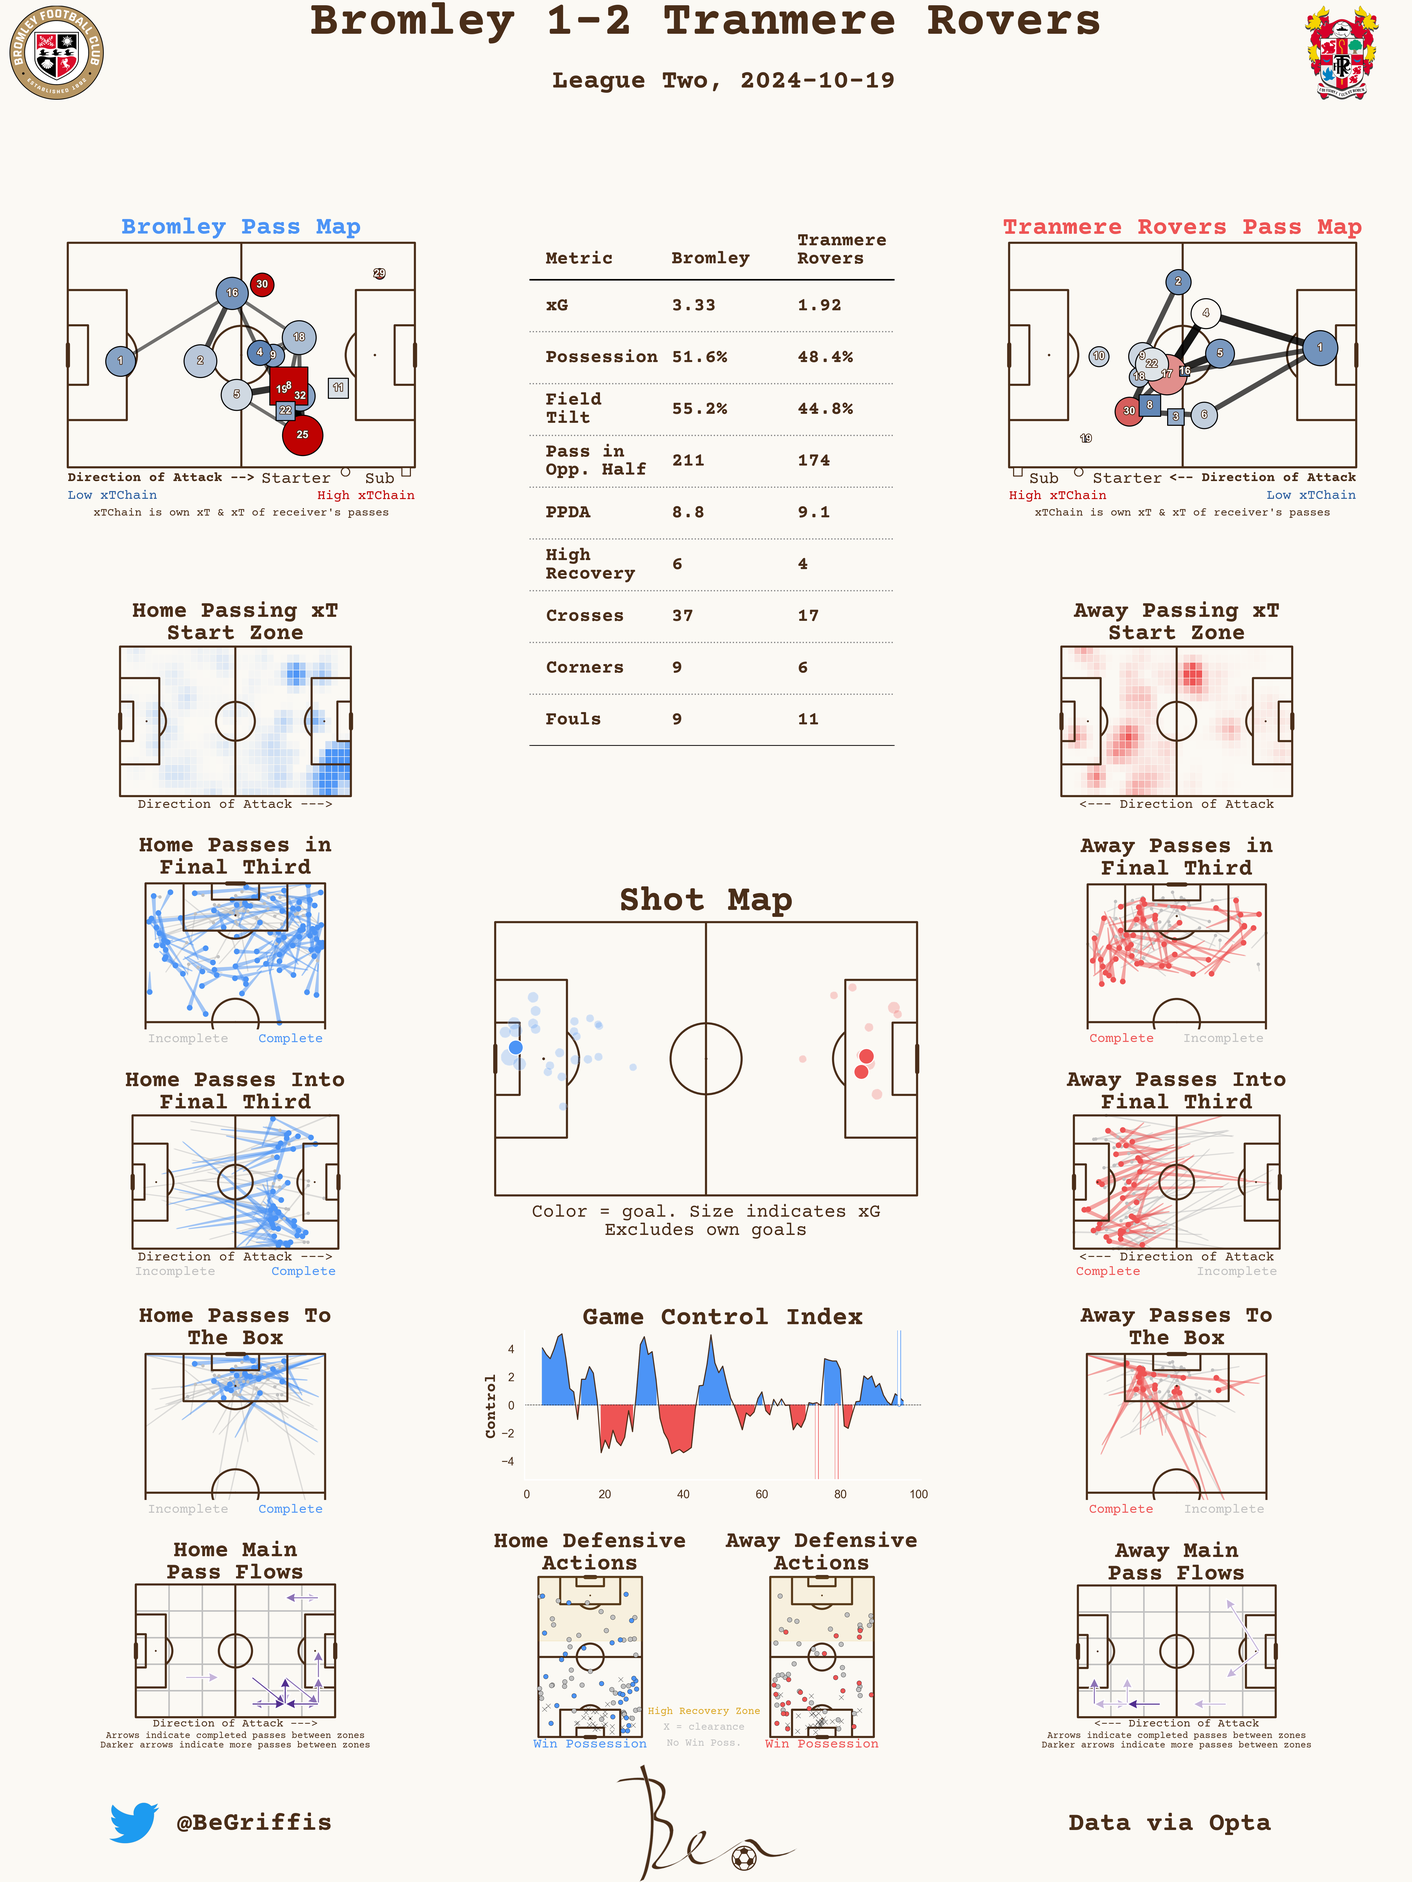 Bromley 1-2 Tranmere Rovers
League Two, 2024-10-19
BROMLEY FOOTBALL CLUB
ESTABLISHED 1892
Bromley Pass Map
29
30
16
18
4
9
1
2
19
8
11
5
32
22
25
Direction of Attack --> Starter Sub
Low xTChain High xTChain
xTChain is own xT & xT of receiver's passes
Metric Bromley Tranmere Rovers
xG 3.33 1.92
Possession 51.6% 48.4%
Field Tilt 55.2% 44.8%
Pass in Opp. Half 211 174
PPDA 8.8 9.1
High Recovery 6 4
Crosses 37 17
Corners 9 6
Fouls 9 11
Tranmere Rovers Pass Map
2
4
1
5
10
9
22
16
17
18
8
30
3
6
19
Sub Starter <-- Direction of Attack
High xTChain Low xTChain
xTChain is own xT & xT of receiver's passes
Home Passing xT
Start Zone
Direction of Attack --->
Away Passing xT
Start Zone
<--- Direction of Attack
Home Passes in
Final Third
Incomplete Complete
Away Passes in
Final Third
Complete Incomplete
Shot Map
Color = goal. Size indicates xG
Excludes own goals
Home Passes Into
Final Third
Direction of Attack --->
Incomplete Complete
Away Passes Into
Final Third
<--- Direction of Attack
Complete Incomplete
Home Passes To
The Box
Incomplete Complete
Game Control Index
Control
4
2
0
−2
−4
0 20 40 60 80 100
Away Passes To
The Box
Complete Incomplete
Home Main
Pass Flows
Direction of Attack --->
Arrows indicate completed passes between zones
Darker arrows indicate more passes between zones
Home Defensive
Actions
Win Possession
High Recovery Zone
X = clearance
No Win Poss.
Away Defensive
Actions
Win Possession
Away Main
Pass Flows
<--- Direction of Attack
Arrows indicate completed passes between zones
Darker arrows indicate more passes between zones
@BeGriffis
Ben
Data via Opta